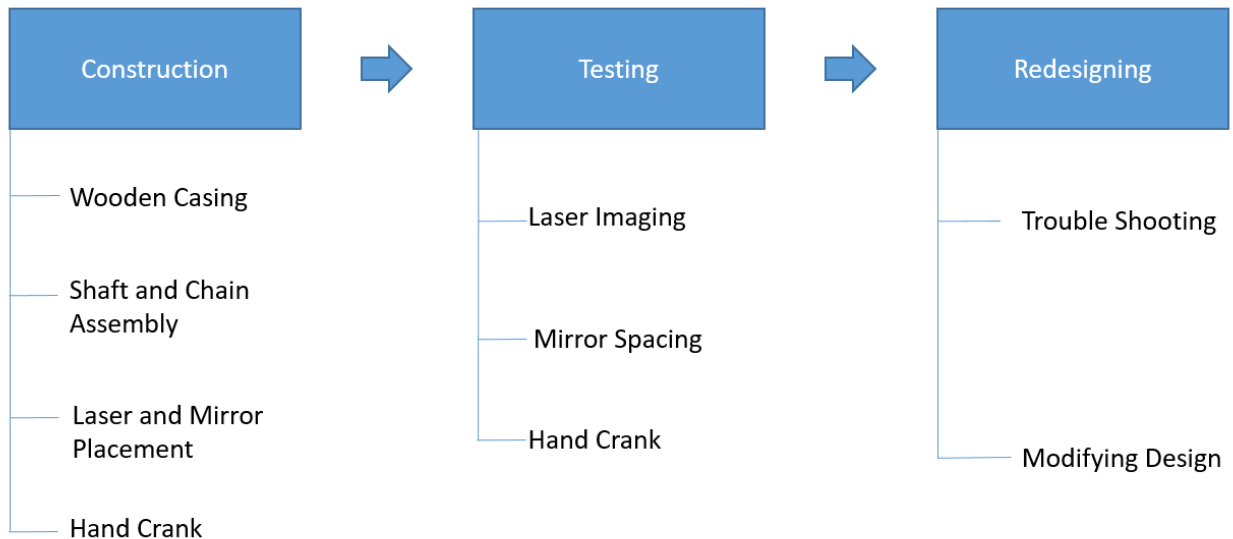 Construction
Testing
Redesigning
Wooden Casing
Shaft and Chain
Assembly
Laser and Mirror
Placement
Hand Crank
Laser Imaging
Mirror Spacing
Hand Crank
Trouble Shooting
Modifying Design